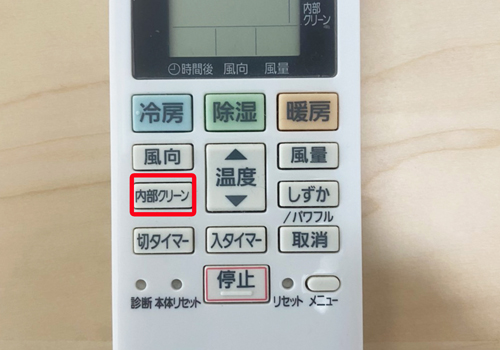 内部
クリーン
時間後 風向 風量
冷房 除湿 暖房
風向 温度 風量
内部クリーン しずか
/パワフル
切タイマー 入タイマー 取消
停止
診断 本体リセット リセット メニュー